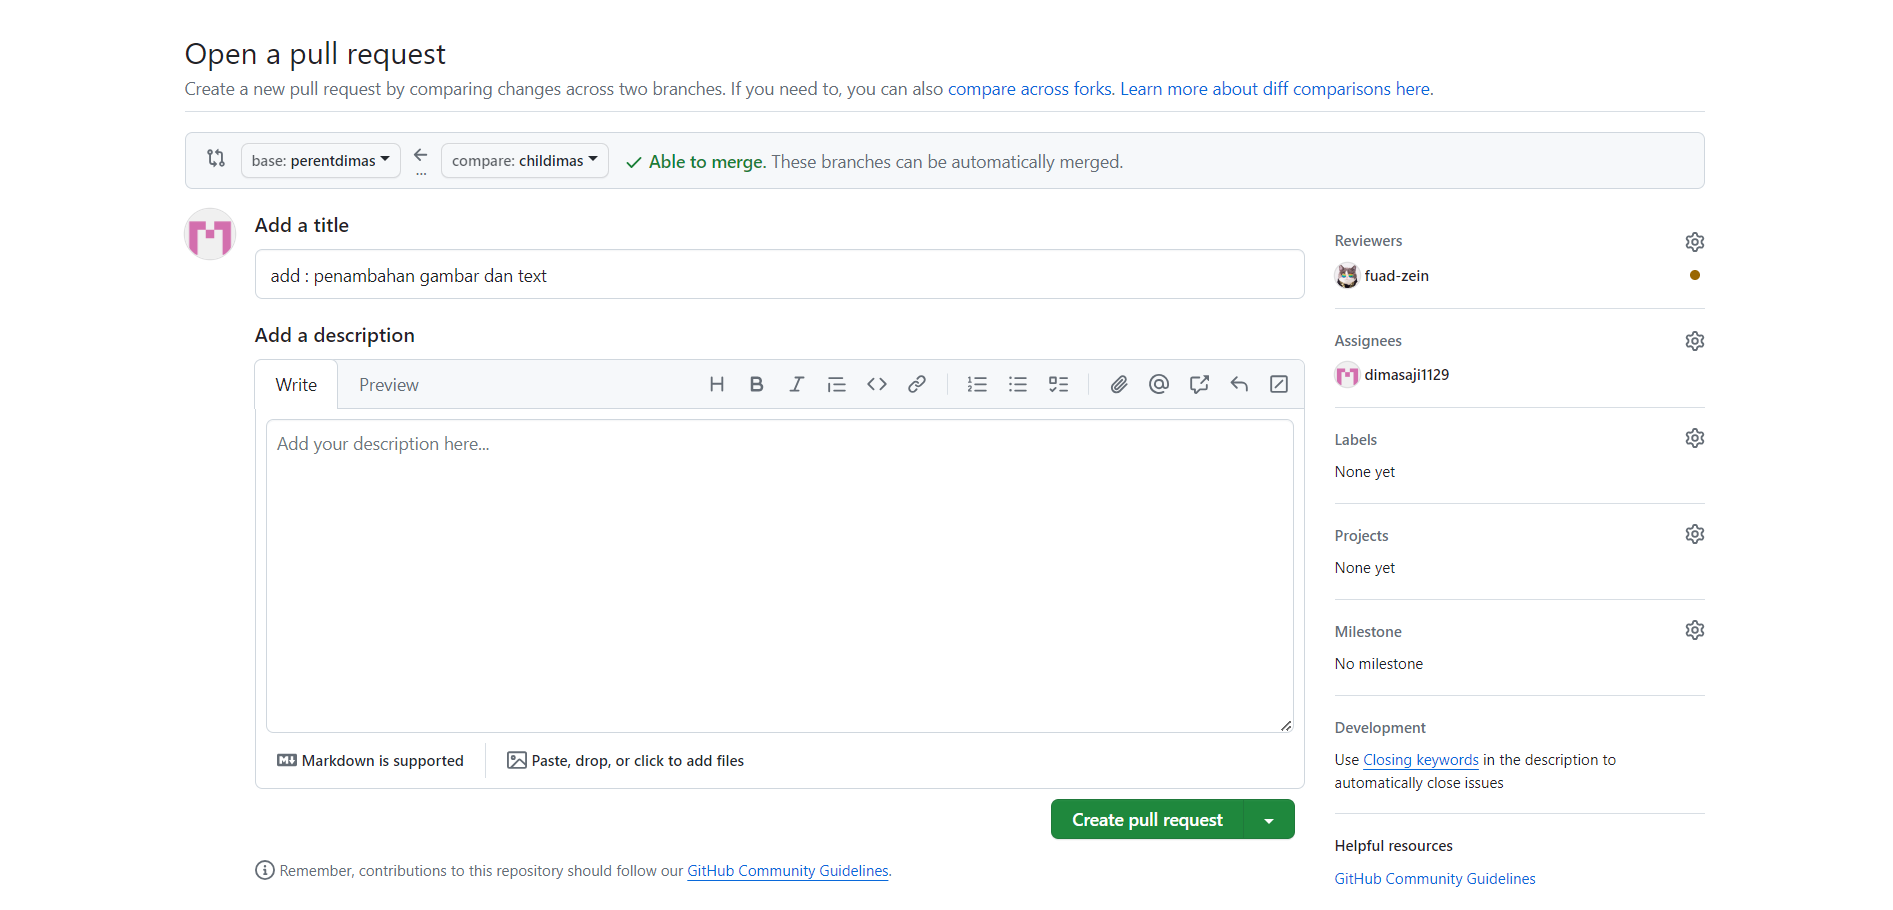 Open a pull request
Create a new pull request by comparing changes across two branches. If you need to, you can also compare across forks. Learn more about diff comparisons here.
base: perentdimas
...
compare: childimas
Able to merge. These branches can be automatically merged.
Add a title
add : penambahan gambar dan text
Add a description
Write
Preview
H B I
Add your description here...
Markdown is supported
Paste, drop, or click to add files
Create pull request
Remember, contributions to this repository should follow our GitHub Community Guidelines.
Reviewers
fuad-zein
Assignees
dimasaji1129
Labels
None yet
Projects
None yet
Milestone
No milestone
Development
Use Closing keywords in the description to
automatically close issues
Helpful resources
GitHub Community Guidelines